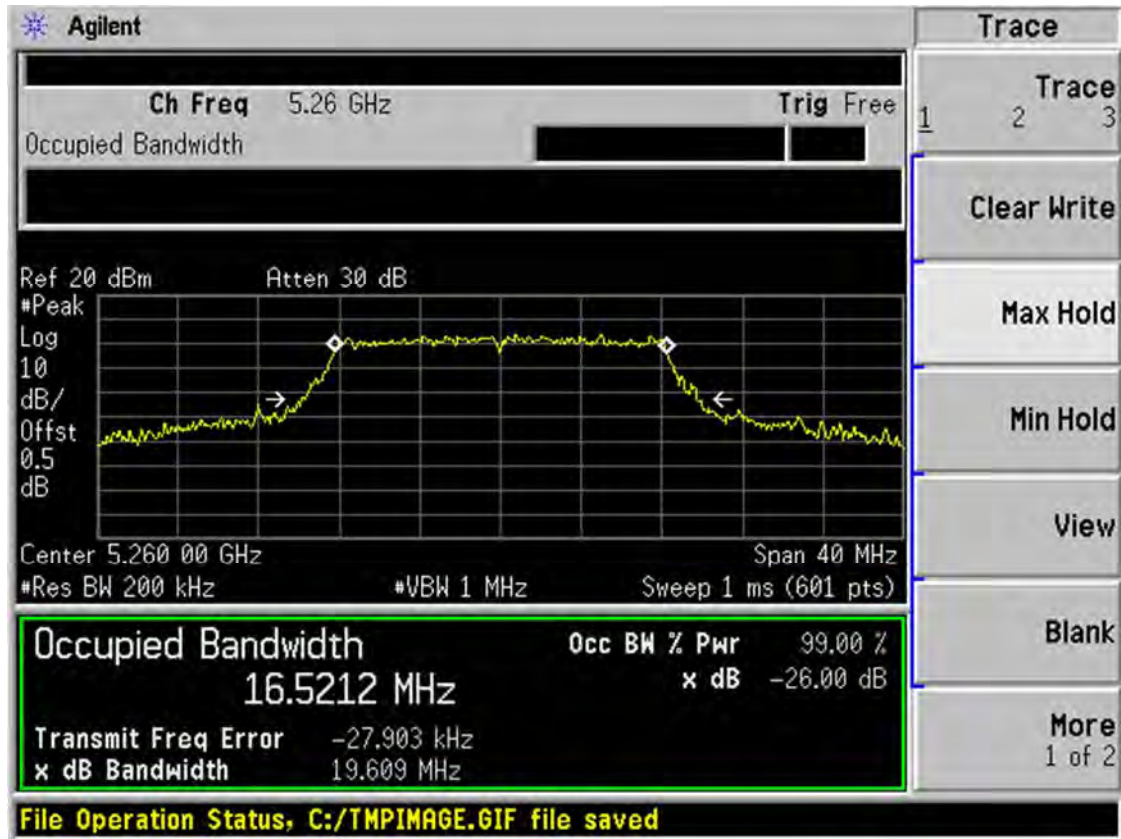 Agilent
Trace
Ch Freq 5.26 GHz Trig Free
Occupied Bandwidth
Trace
1 2 3
Clear Write
Max Hold
Min Hold
View
Blank
More
1 of 2
Ref 20 dBm Atten 30 dB
#Peak
Log
10
dB/
Offst
0.5
dB
Center 5.260 00 GHz Span 40 MHz
#Res BW 200 kHz #VBW 1 MHz Sweep 1 ms (601 pts)
Occupied Bandwidth Occ BW % Pwr 99.00 %
16.5212 MHz x dB -26.00 dB
Transmit Freq Error -27.903 kHz
x dB Bandwidth 19.609 MHz
File Operation Status, C:/TMPIMAGE.GIF file saved